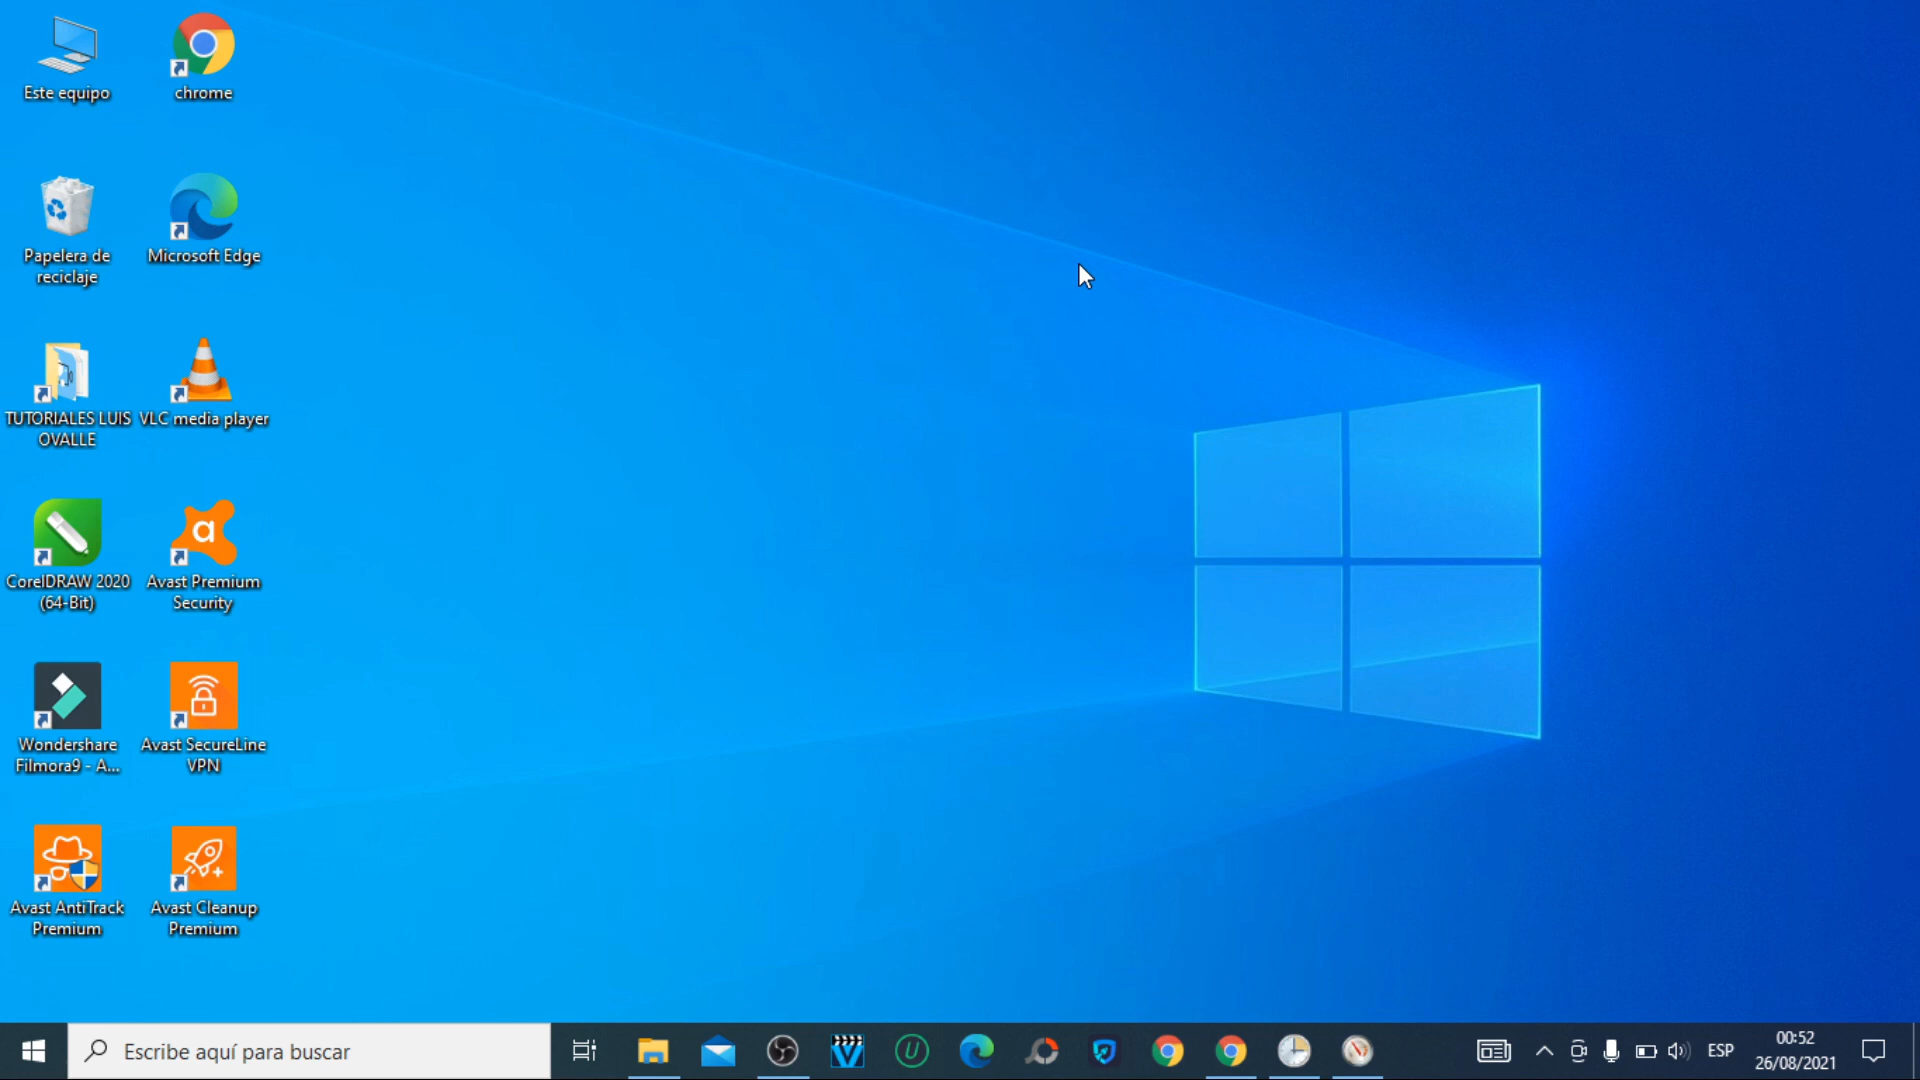 Este equipo
chrome
Papelera de
reciclaje
Microsoft Edge
TUTORIALES LUIS
OVALLE
VLC media player
CorelDRAW 2020
(64-Bit)
Avast Premium
Security
Wondershare
Filmora9 - A...
Avast SecureLine
VPN
Avast AntiTrack
Premium
Avast Cleanup
Premium
Escribe aquí para buscar
ESP
00:52
26/08/2021